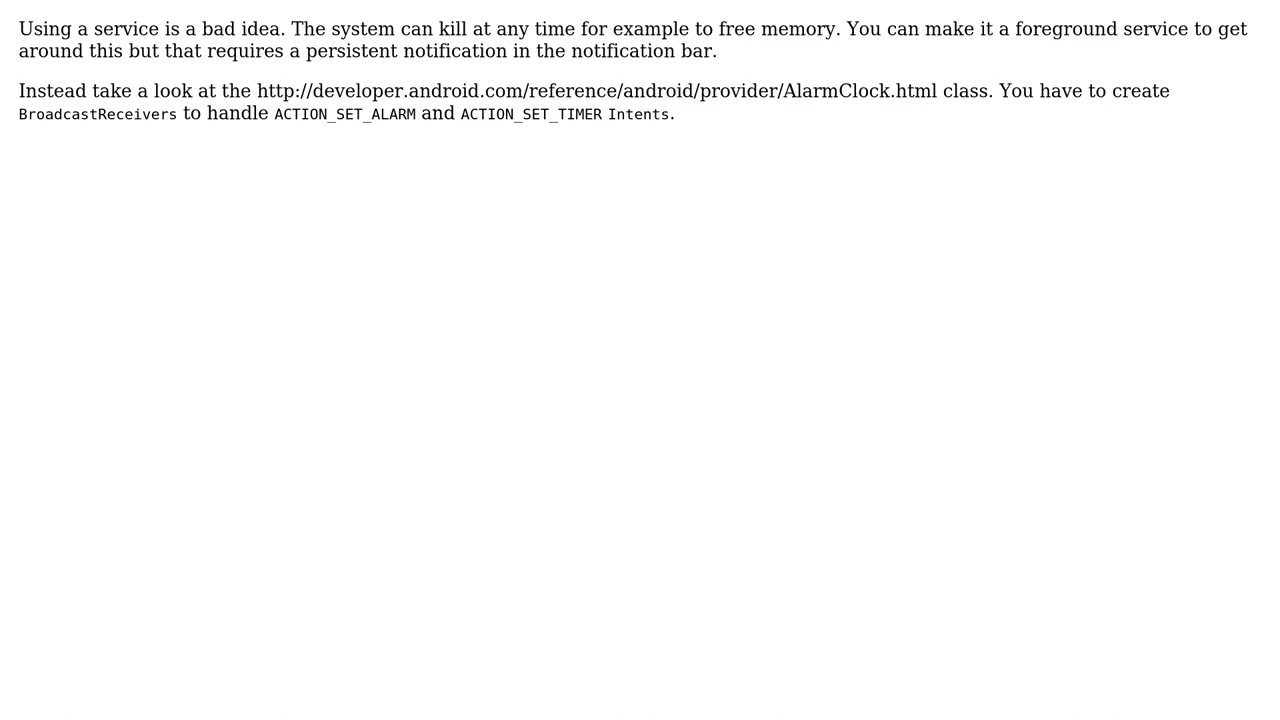 Using a service is a bad idea. The system can kill at any time for example to free memory. You can make it a foreground service to get
around this but that requires a persistent notification in the notification bar.
Instead take a look at the http://developer.android.com/reference/android/provider/AlarmClock.html class. You have to create
BroadcastReceivers to handle ACTION_SET_ALARM and ACTION_SET_TIMER Intents.